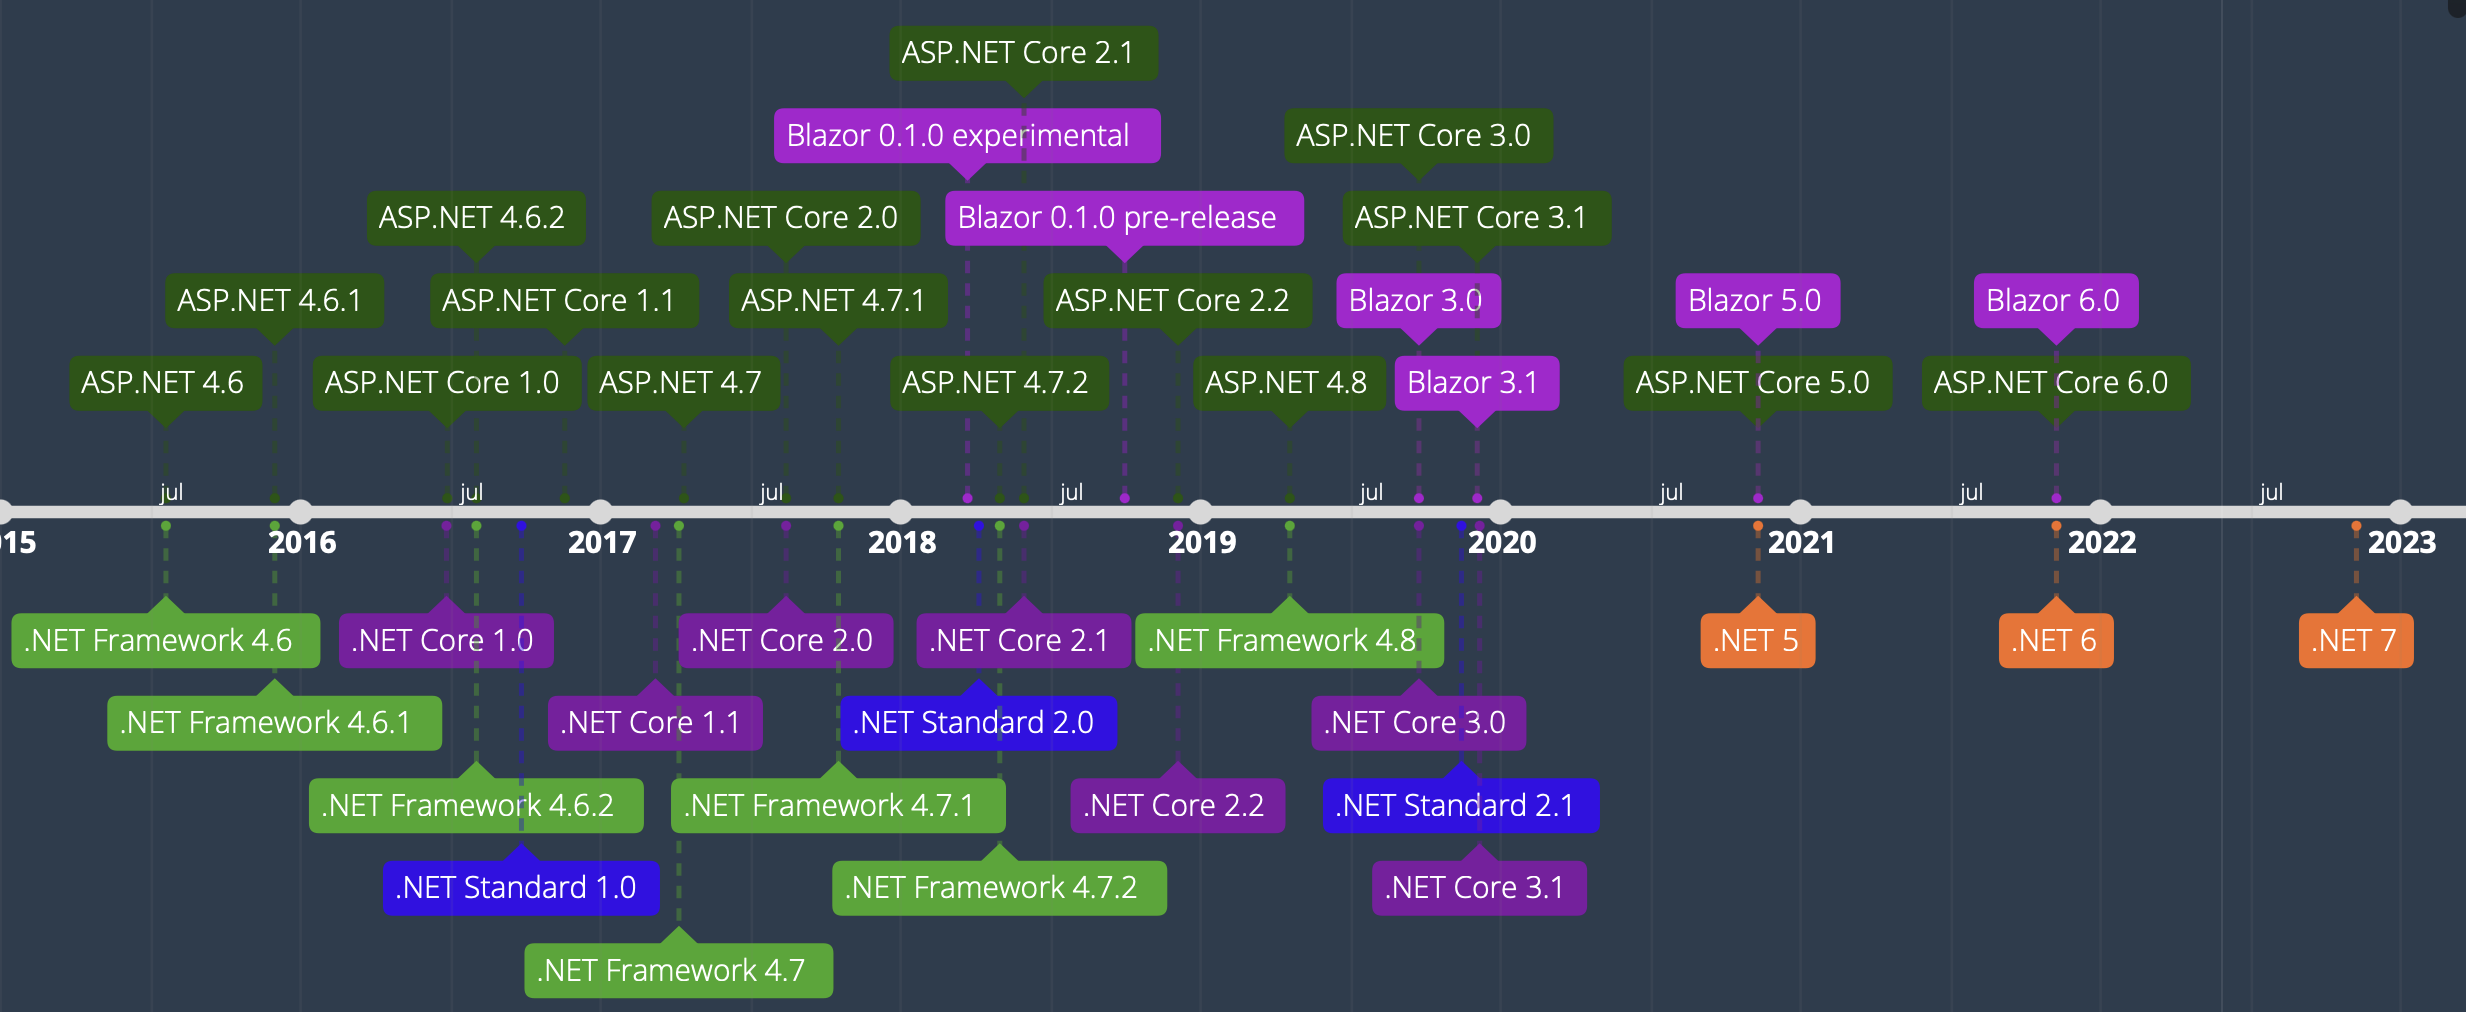 ASP.NET Core 2.1
Blazor 0.1.0 experimental
ASP.NET Core 3.0
ASP.NET 4.6.2
ASP.NET Core 2.0
Blazor 0.1.0 pre-release
ASP.NET Core 3.1
ASP.NET 4.6.1
ASP.NET Core 1.1
ASP.NET 4.7.1
ASP.NET Core 2.2
Blazor 3.0
Blazor 5.0
Blazor 6.0
ASP.NET 4.6
ASP.NET Core 1.0
ASP.NET 4.7
ASP.NET 4.7.2
ASP.NET 4.8
Blazor 3.1
ASP.NET Core 5.0
ASP.NET Core 6.0
jul
jul
jul
jul
jul
jul
jul
jul
15
2016
2017
2018
2019
2020
2021
2022
2023
.NET Framework 4.6
.NET Core 1.0
.NET Core 2.0
.NET Core 2.1
.NET Framework 4.8
.NET 5
.NET 6
.NET 7
.NET Framework 4.6.1
.NET Core 1.1
.NET Standard 2.0
.NET Core 3.0
.NET Framework 4.6.2
.NET Framework 4.7.1
.NET Core 2.2
.NET Standard 2.1
.NET Standard 1.0
.NET Framework 4.7.2
.NET Core 3.1
.NET Framework 4.7